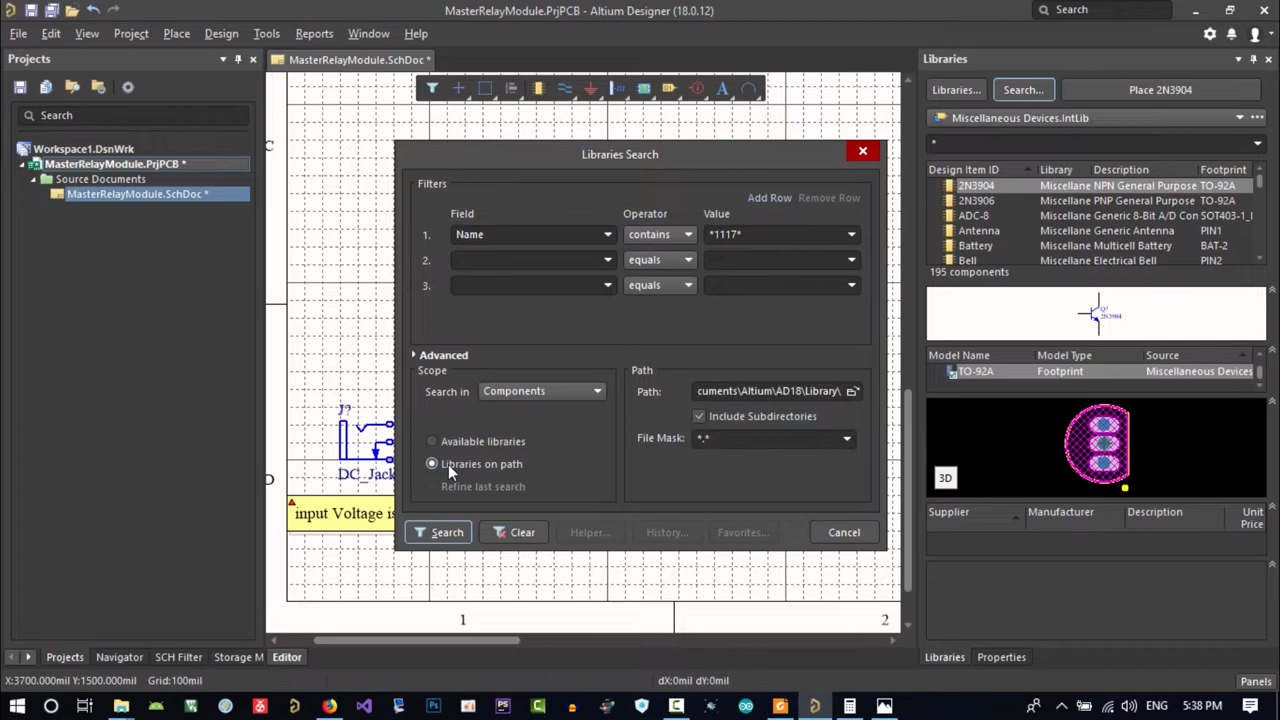 MasterRelayModule.PrjPCB - Altium Designer (18.0.12)
Search
File Edit View Project Place Design Tools Reports Window Help
Projects
MasterRelayModule.SchDoc *
Libraries
Search
Workspace1.DsnWrk
MasterRelayModule.PrjPCB *
Source Documents
MasterRelayModule.SchDoc *
C
D
J?
DC_Jack
input Voltage is
1
2
Libraries Search
Filters
Add Row Remove Row
Field Operator Value
1. Name contains *1117*
2. equals
3. equals
Advanced
Scope
Search in Components
Available libraries
Libraries on path
Refine last search
Path
Path: cuments\Altium\AD18\Library\
Include Subdirectories
File Mask: *.*
Search Clear Helper... History... Favorites... Cancel
Libraries... Search... Place 2N3904
Miscellaneous Devices.IntLib
*
Design Item ID Library Description Footprint
2N3904 Miscellane NPN General Purpose TO-92A
2N3906 Miscellane PNP General Purpose TO-92A
ADC-8 Miscellane Generic 8-Bit A/D Con SOT403-1_
Antenna Miscellane Generic Antenna PIN1
Battery Miscellane Multicell Battery BAT-2
Bell Miscellane Electrical Bell PIN2
195 components
Q?
2N3904
Model Name Model Type Source
TO-92A Footprint Miscellaneous Devices
3D
Supplier Manufacturer Description Unit Price
Projects Navigator SCH Filter Storage M Editor
Libraries Properties
X:3700.000mil Y:1500.000mil Grid:100mil dX:0mil dY:0mil Panels
Ps
PS
C
C
ENG 5:38 PM